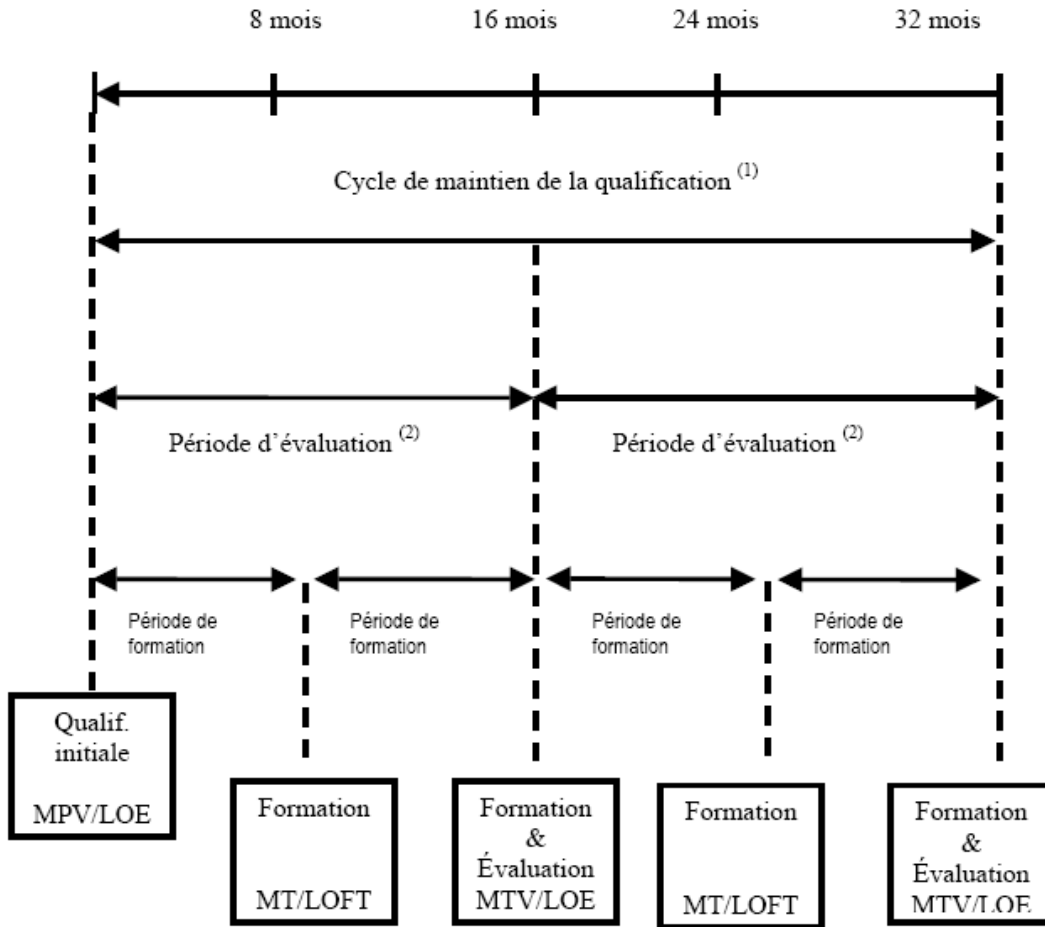 8 mois 16 mois 24 mois 32 mois
Cycle de maintien de la qualification (1)
Période d’évaluation (2) Période d’évaluation (2)
Période de formation
Période de formation
Période de formation
Période de formation
Qualif.
initiale
MPV/LOE
Formation
MT/LOFT
Formation
&
Évaluation
MTV/LOE
Formation
MT/LOFT
Formation
&
Évaluation
MTV/LOE